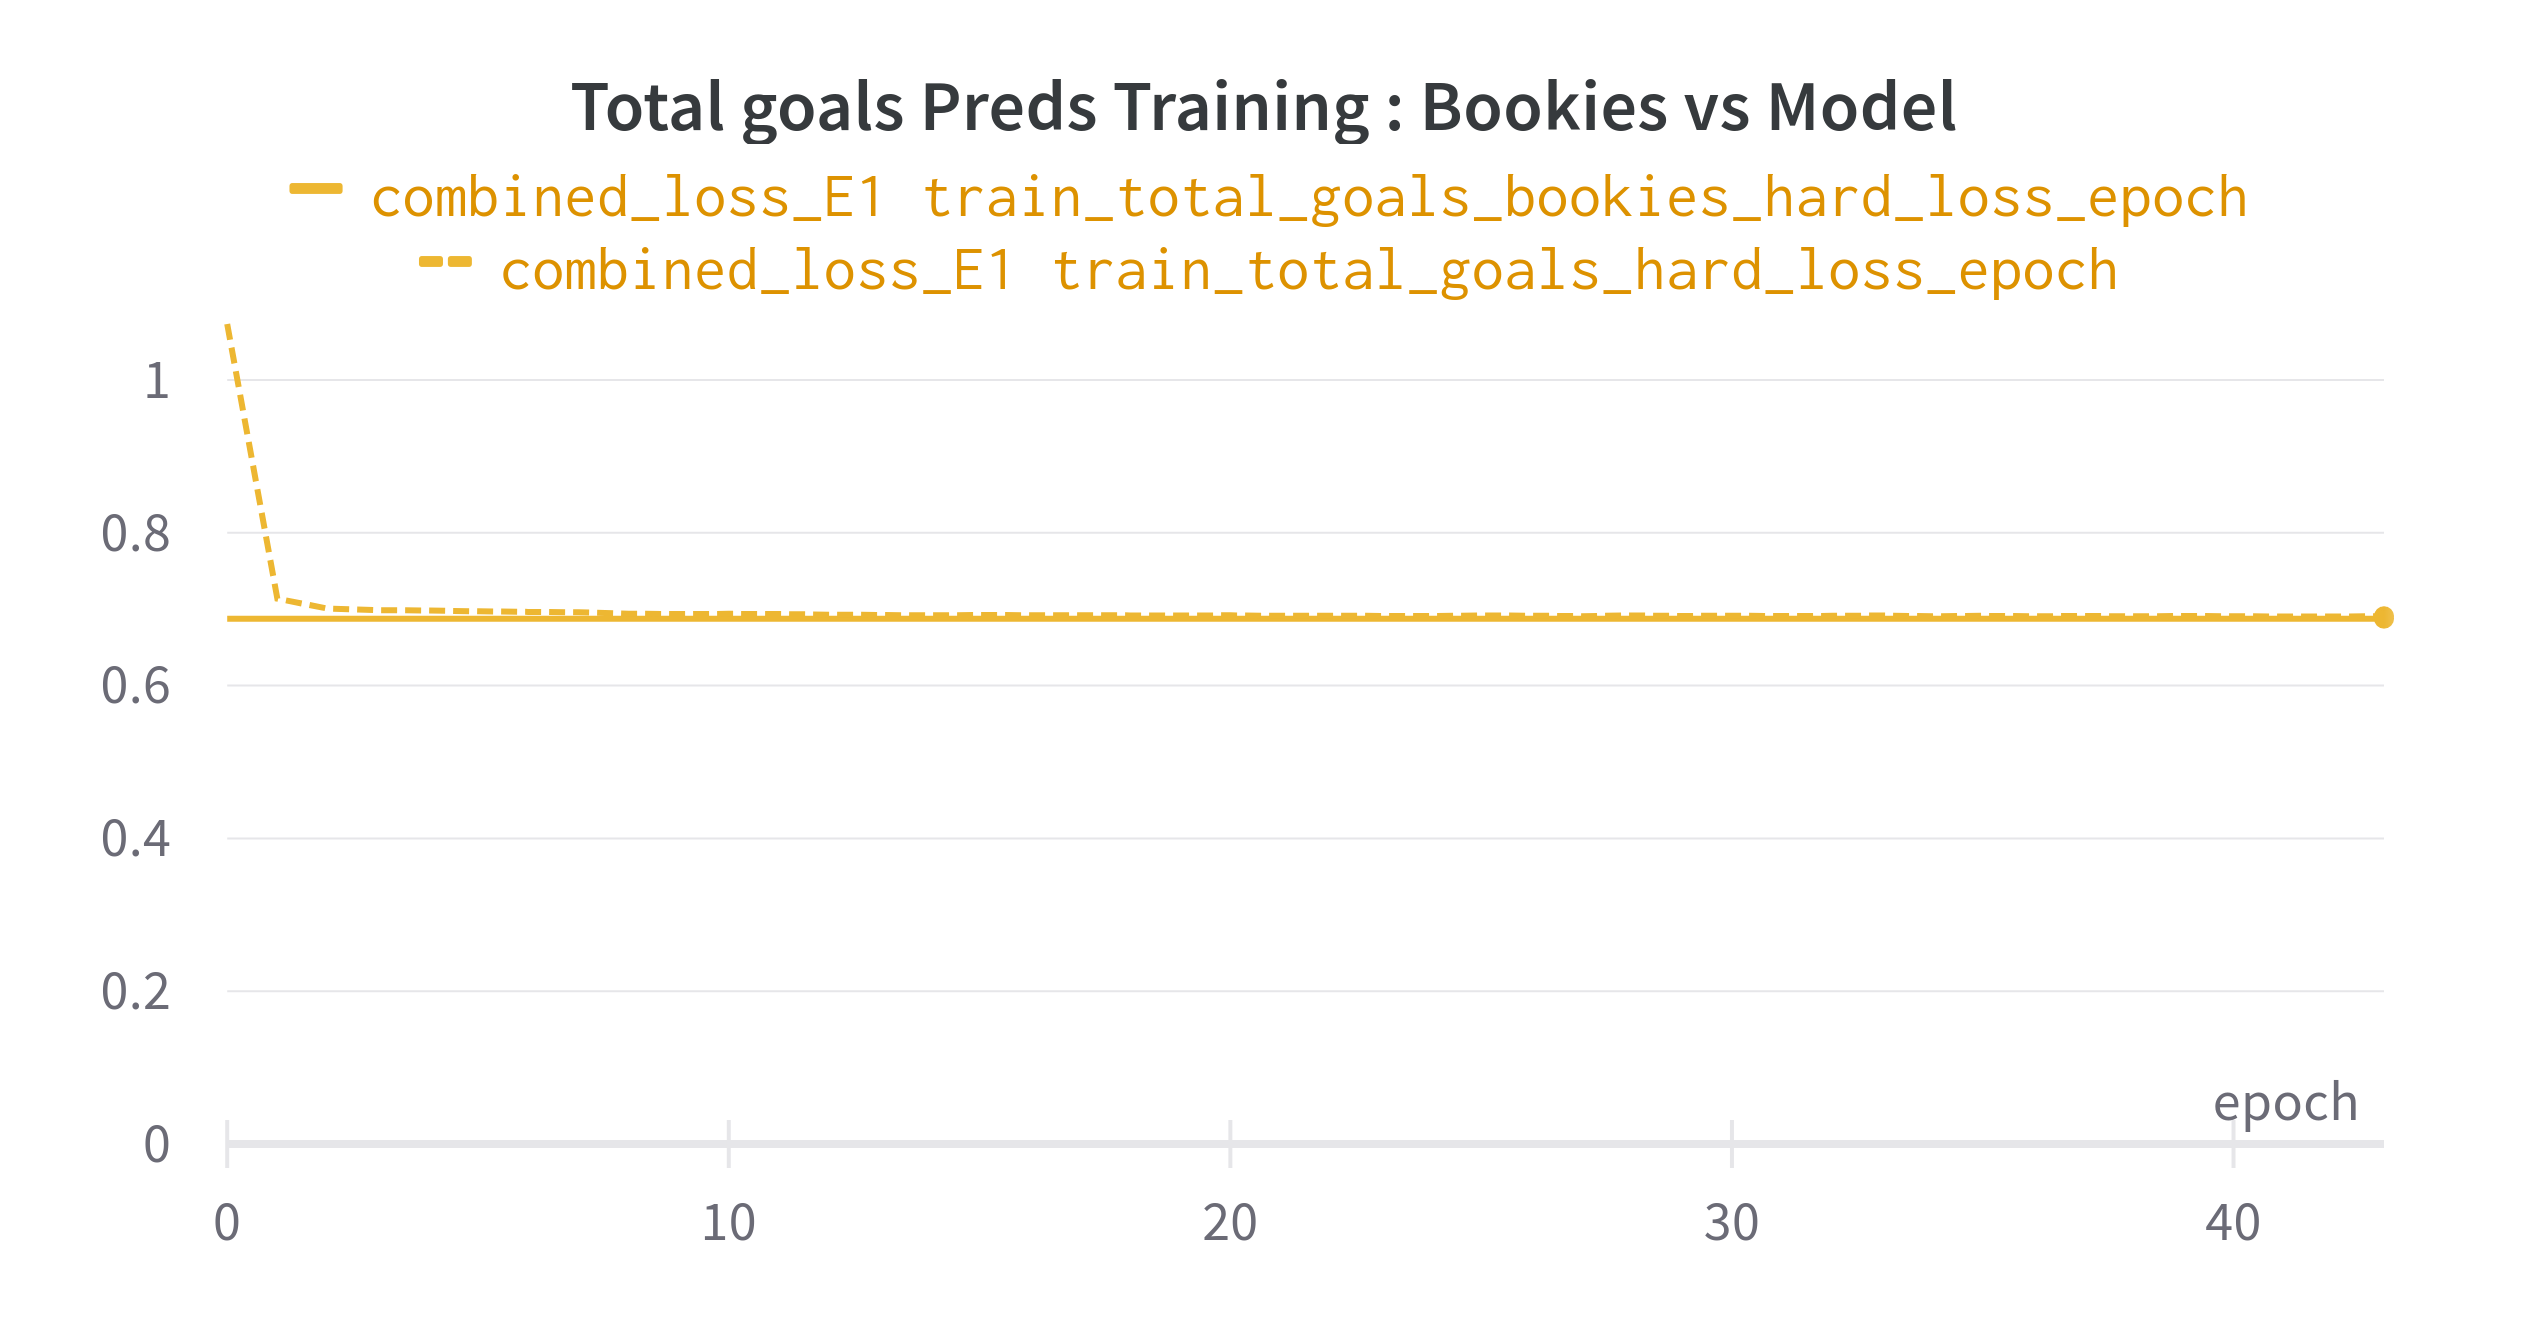 Total goals Preds Training : Bookies vs Model
combined_loss_E1 train_total_goals_bookies_hard_loss_epoch
combined_loss_E1 train_total_goals_hard_loss_epoch
1
0.8
0.6
0.4
0.2
epoch
0
0 10 20 30 40